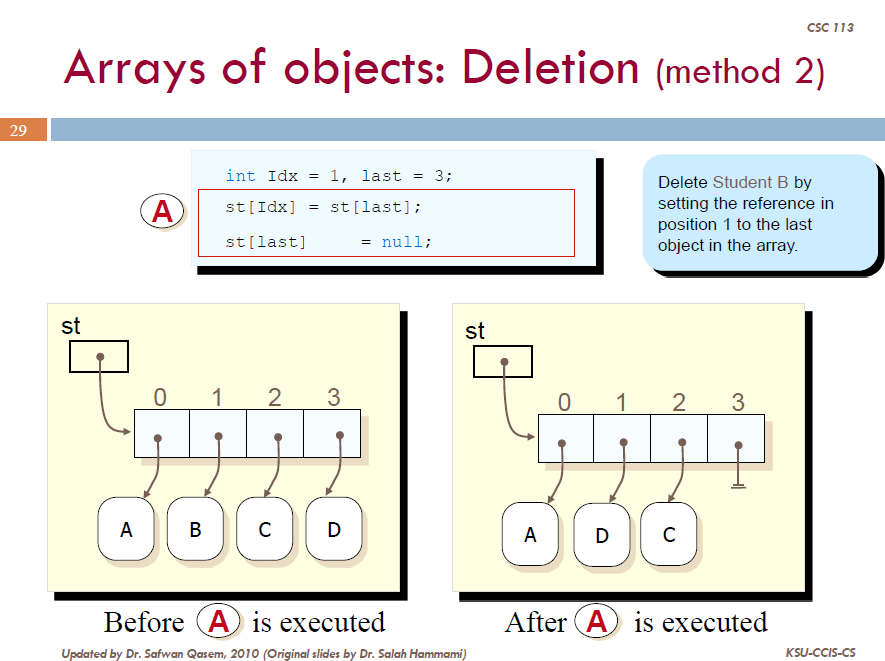 CSC 113
Arrays of objects: Deletion (method 2)
29
A
int Idx = 1, last = 3;
st[Idx] = st[last];
st[last] = null;
Delete Student B by
setting the reference in
position 1 to the last
object in the array.
st
0 1 2 3
A B C D
Before A is executed
st
0 1 2 3
A D C
After A is executed
Updated by Dr. Safwan Qasem, 2010 (Original slides by Dr. Salah Hammami)
KSU-CCIS-CS